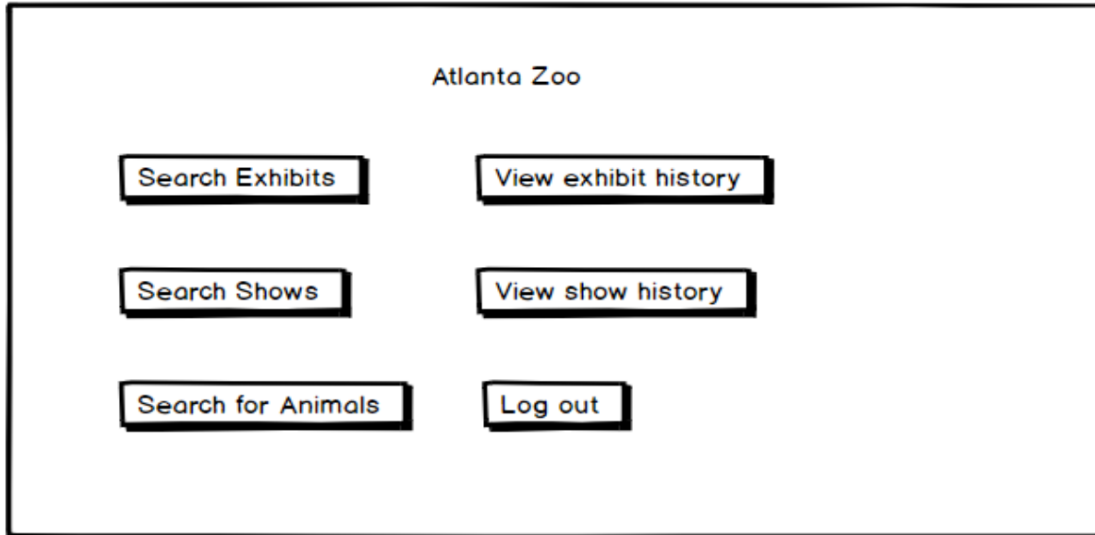 Atlanta Zoo
Search Exhibits
View exhibit history
Search Shows
View show history
Search for Animals
Log out